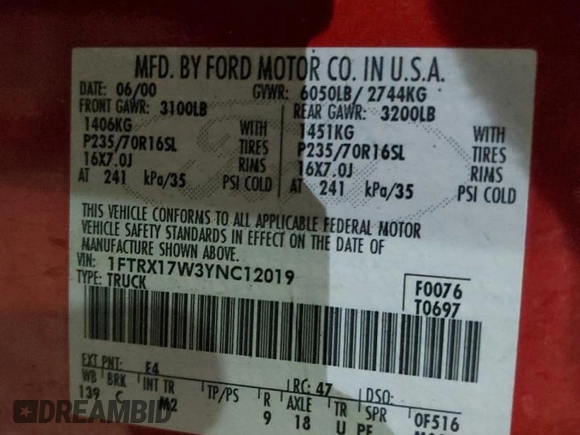 MFD. BY FORD MOTOR CO. IN U.S.A.
DATE: 06/00 GVWR: 6050LB/ 2744KG
FRONT GAWR: 3100LB REAR GAWR: 3200LB
1406KG WITH 1451KG WITH
P235/70R16SL TIRES P235/70R16SL TIRES
16X7.0J RIMS 16X7.0J RIMS
AT 241 kPa/35 PSI COLD AT 241 kPa/35 PSI COLD
THIS VEHICLE CONFORMS TO ALL APPLICABLE FEDERAL MOTOR
VEHICLE SAFETY STANDARDS IN EFFECT ON THE DATE OF
MANUFACTURE SHOWN ABOVE.
VIN: 1FTRX17W3YNC12019 F0076
TYPE: TRUCK T0697
EXT PNT: E4 RC: 47 DSO:
WB BRK INT TR TP/PS R AXLE TR SPR OF516
139 C M2 9 18 U PF
DREAMBID